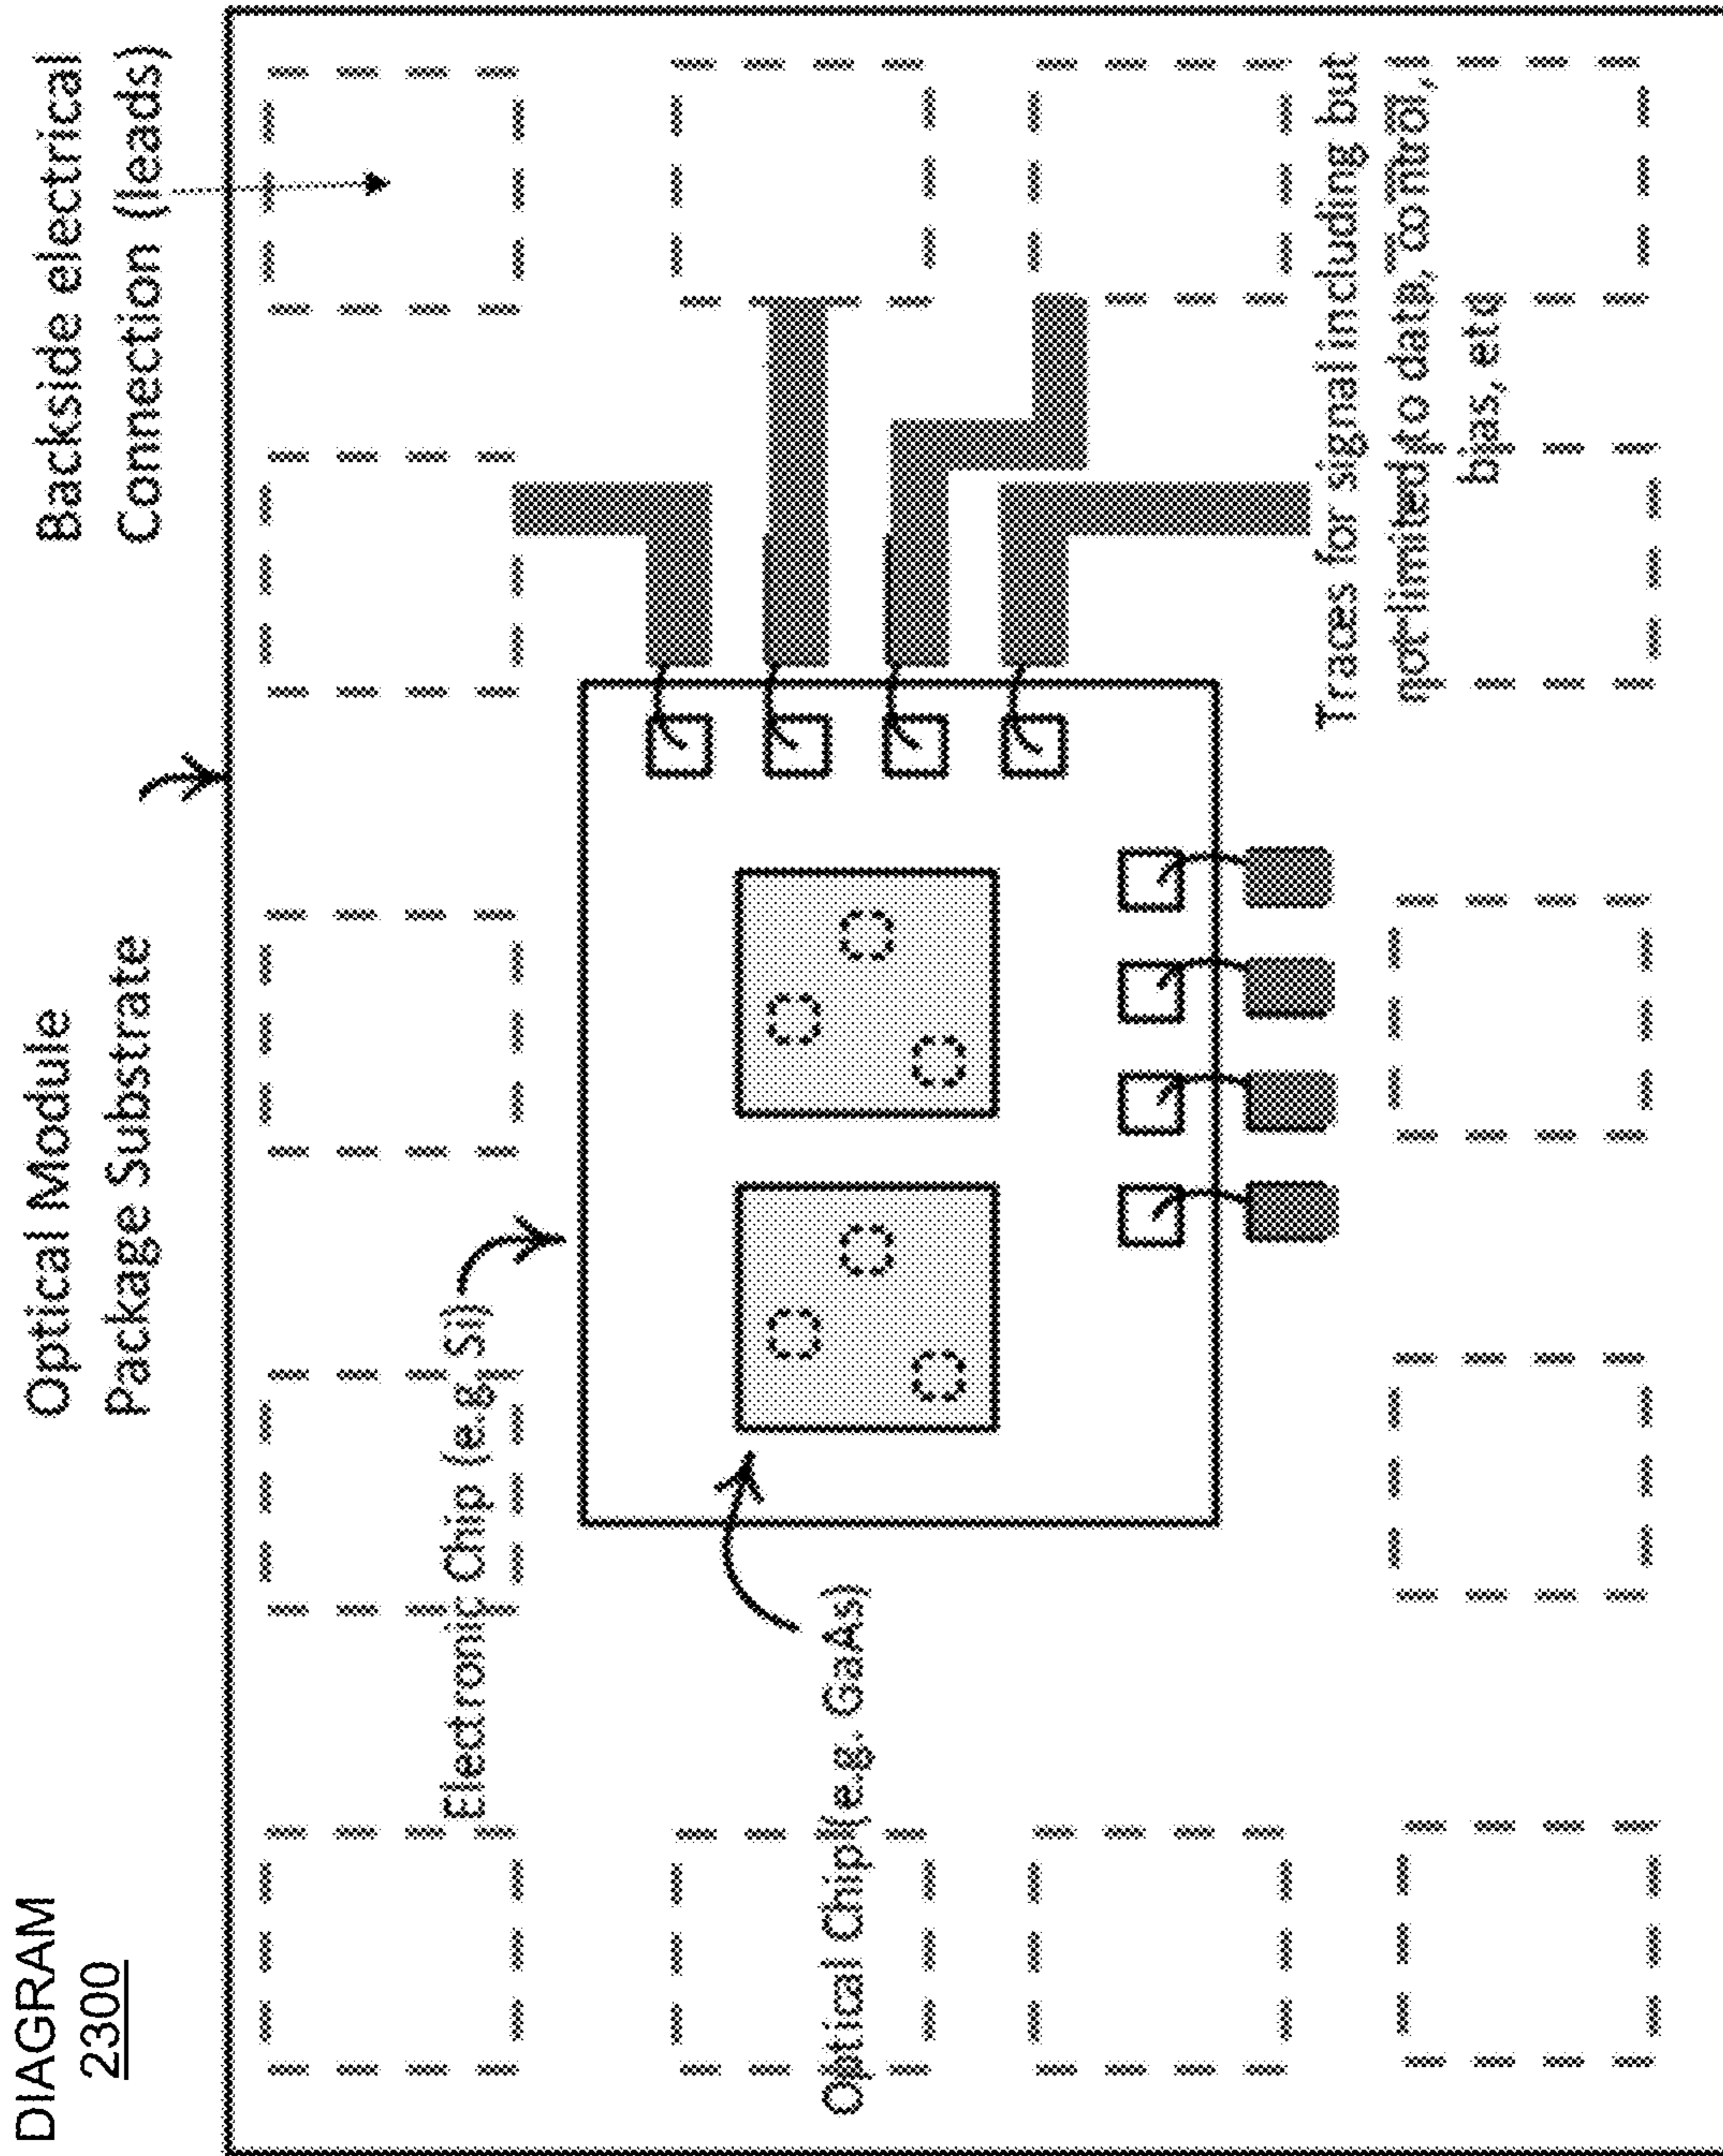 DIAGRAM
2300
Optical Module
Package Substrate
Backside electrical
Connection (leads)
Electronic Chip (e.g. Si)
Optical Chip(e.g. GaAs)
Traces for signal including but
not limited to data, control,
bias, etc